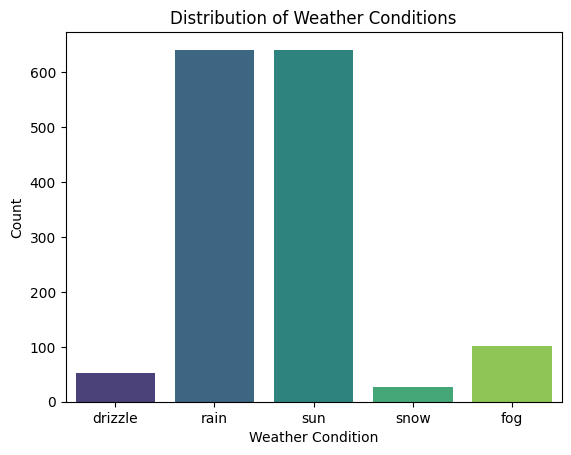 Distribution of Weather Conditions
Count
600
500
400
300
200
100
0
drizzle rain sun snow fog
Weather Condition